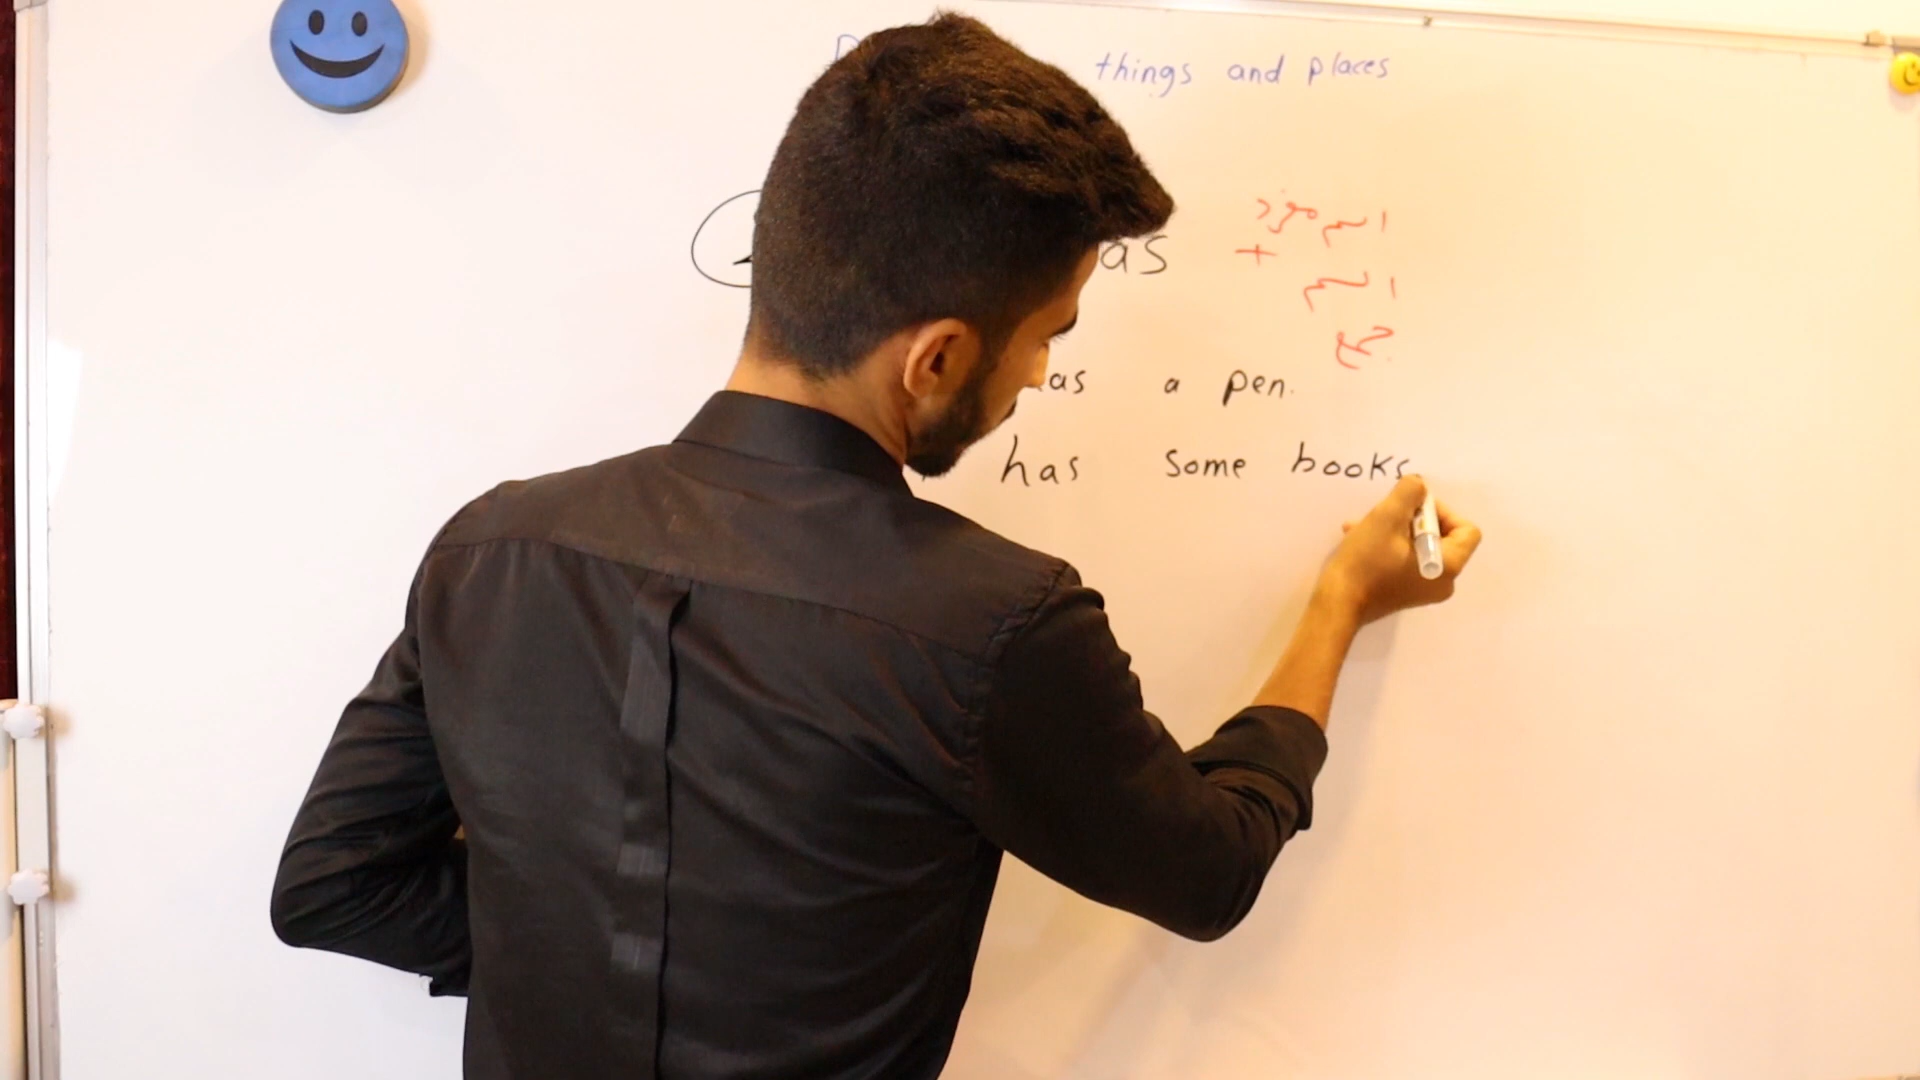 things and places
as
اسم مفرد
+
اسم
جمع
as a pen.
has some books